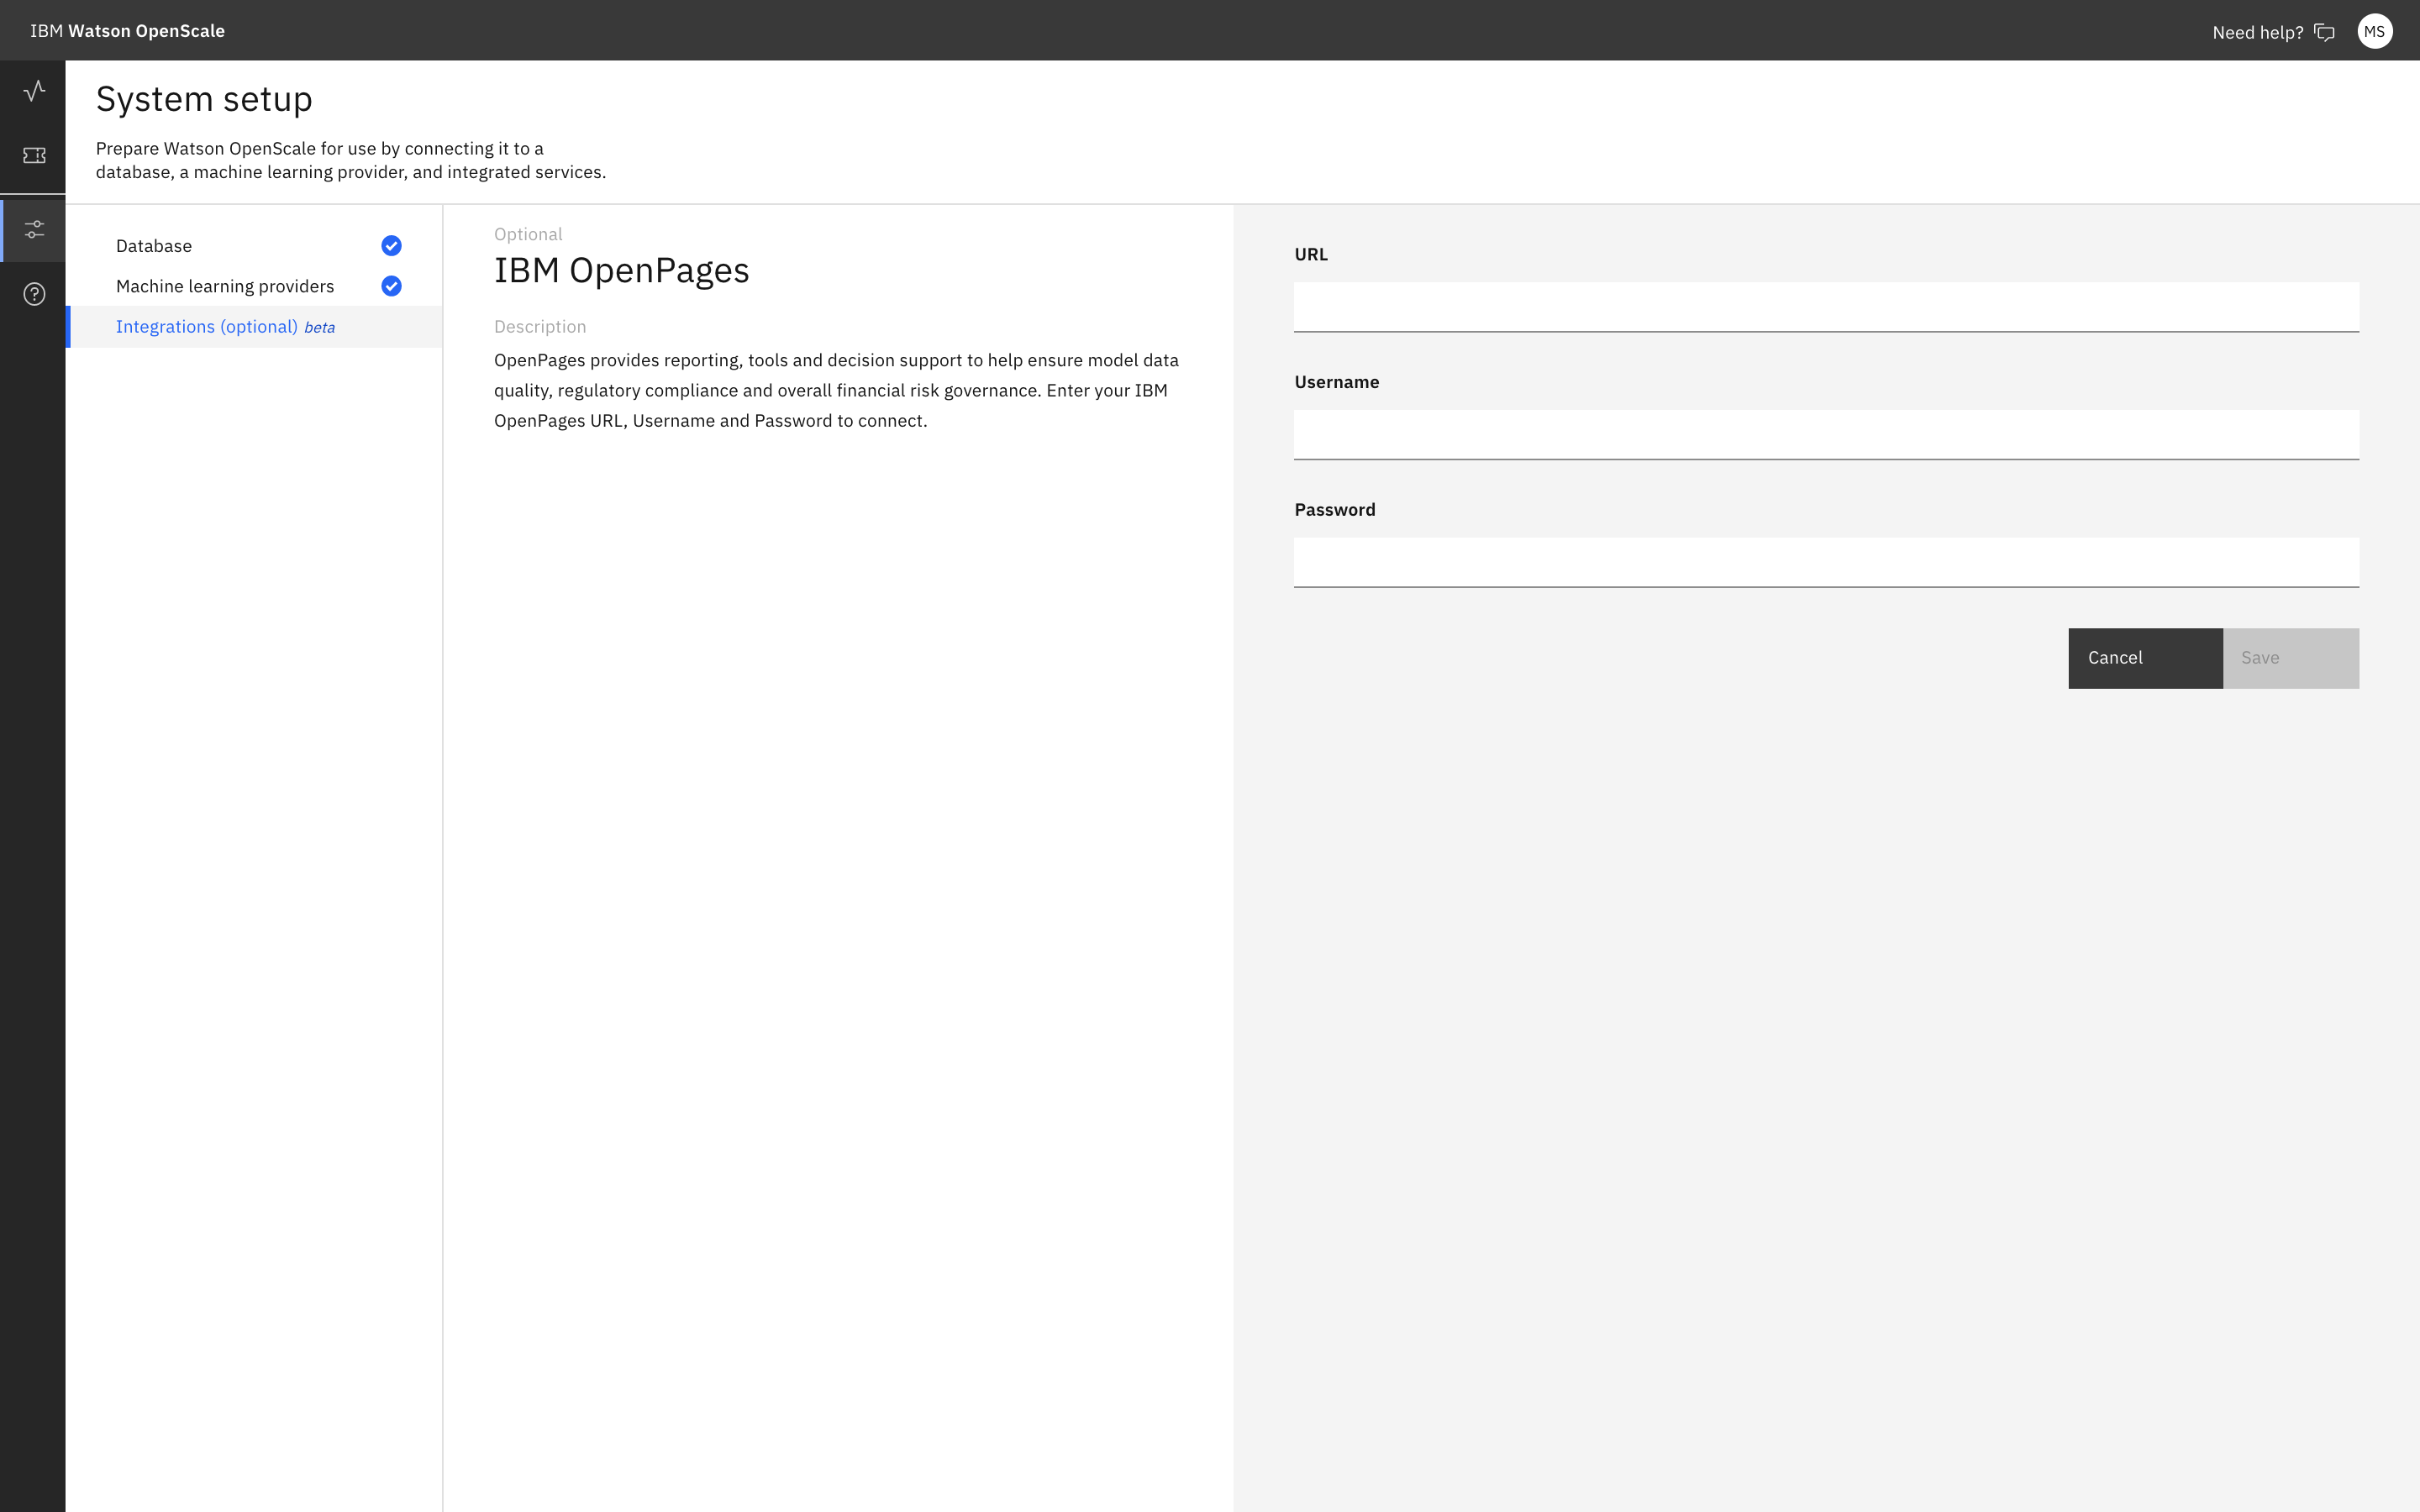 IBM Watson OpenScale
Need help?
MS
System setup
Prepare Watson OpenScale for use by connecting it to a
database, a machine learning provider, and integrated services.
Database
Machine learning providers
Integrations (optional) beta
Optional
IBM OpenPages
Description
OpenPages provides reporting, tools and decision support to help ensure model data
quality, regulatory compliance and overall financial risk governance. Enter your IBM
OpenPages URL, Username and Password to connect.
URL
Username
Password
Cancel
Save